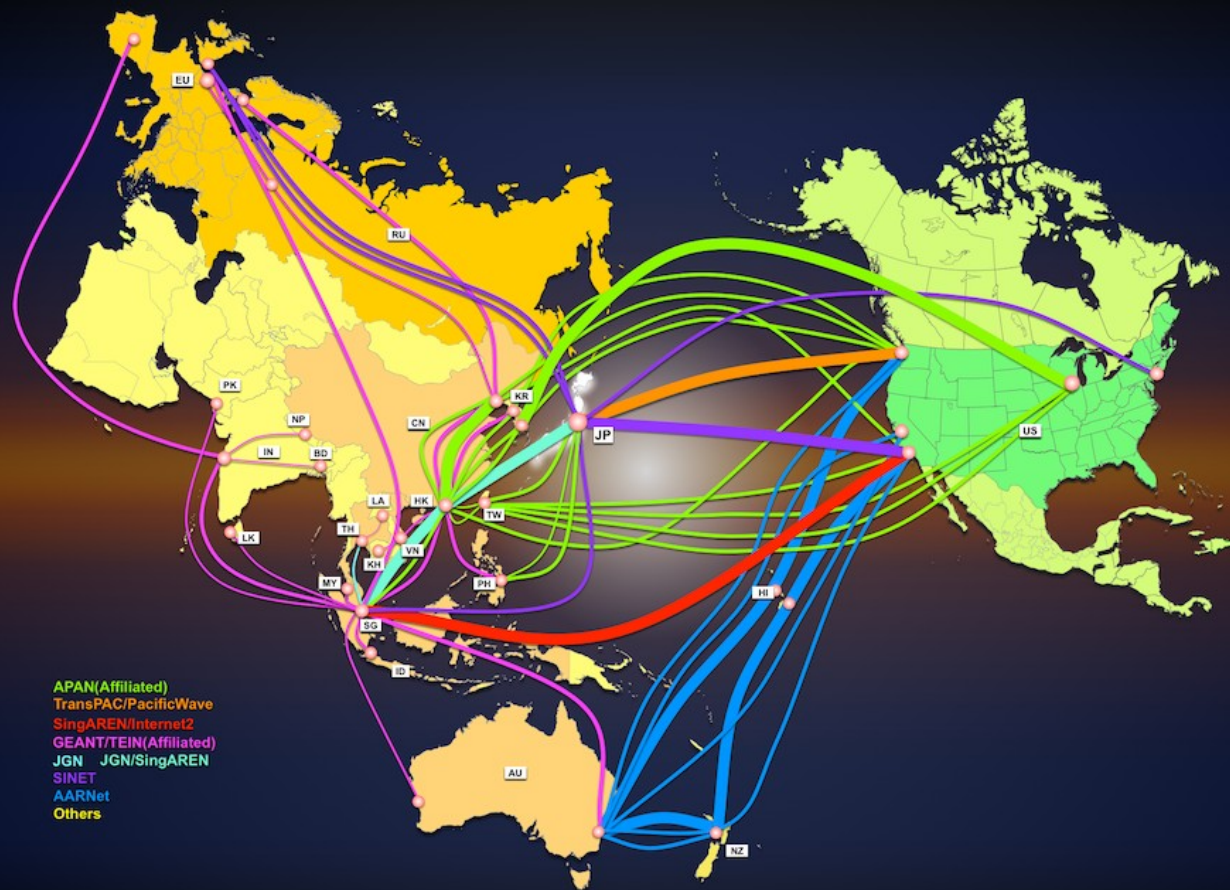 EU
RU
PK
NP
KR
CN
JP
US
IN
BD
LA
HK
TW
TH
LK
VN
KH
MY
PH
HI
SG
ID
AU
NZ
APAN(Affiliated)
TransPAC/PacificWave
SingAREN/Internet2
GEANT/TEIN(Affiliated)
JGN JGN/SingAREN
SINET
AARNet
Others